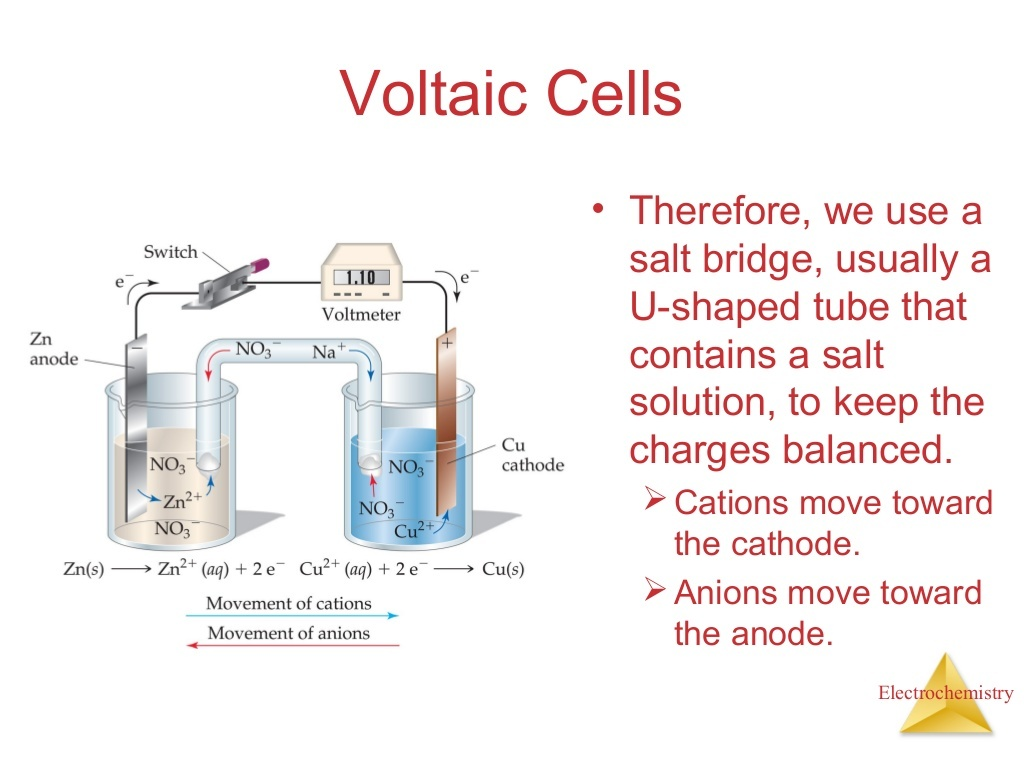 Voltaic Cells
• Therefore, we use a
salt bridge, usually a
U-shaped tube that
contains a salt
solution, to keep the
charges balanced.
➢ Cations move toward
the cathode.
➢ Anions move toward
the anode.
Switch
e⁻
1.10
e⁻
Voltmeter
Zn
anode
−
NO₃⁻
Na⁺
+
Cu
cathode
NO₃⁻
Zn²⁺
NO₃⁻
NO₃⁻
NO₃⁻
Cu²⁺
Zn(s) ⟶ Zn²⁺ (aq) + 2 e⁻
Cu²⁺ (aq) + 2 e⁻ ⟶ Cu(s)
Movement of cations
Movement of anions
Electrochemistry